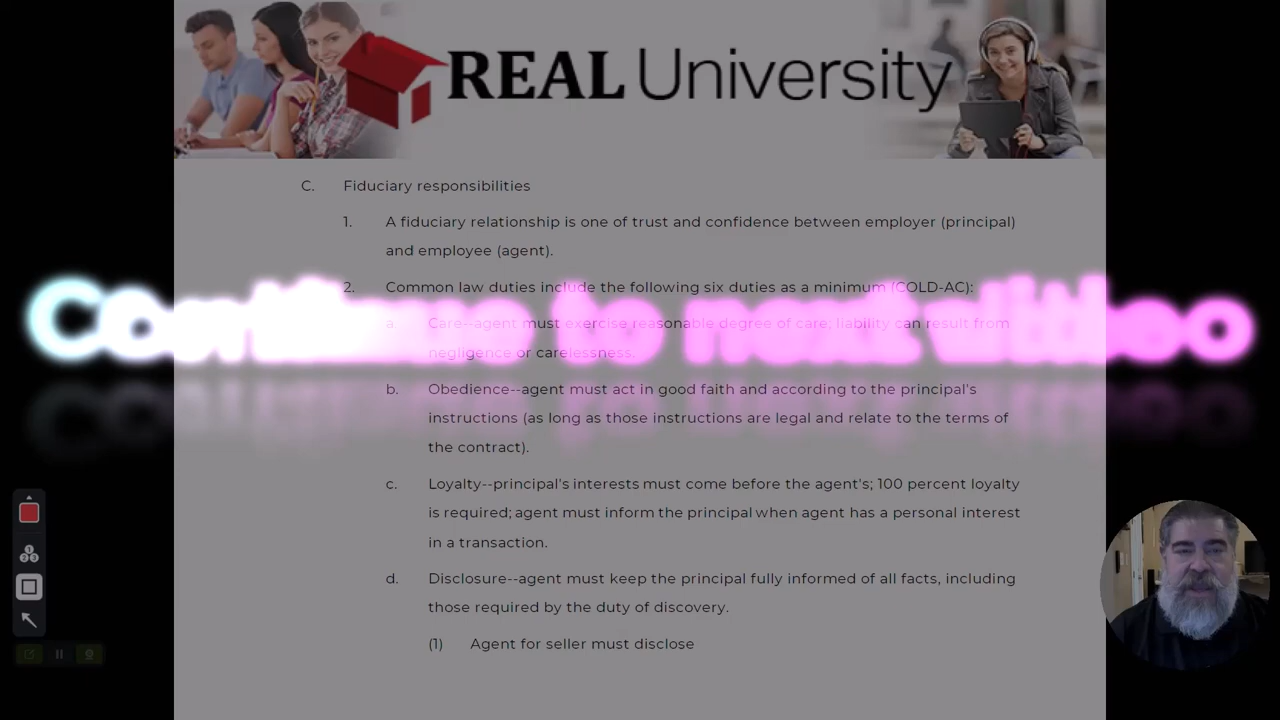 REAL University
C. Fiduciary responsibilities
1. A fiduciary relationship is one of trust and confidence between employer (principal)
and employee (agent).
2. Common law duties include the following six duties as a minimum (COLD-AC):
Continue to next
a. Care--agent must exercise reasonable degree of care; liability can result from
negligence or carelessness.
b. Obedience--agent must act in good faith and according to the principal's
instructions (as long as those instructions are legal and relate to the terms of
the contract).
c. Loyalty--principal's interests must come before the agent's; 100 percent loyalty
is required; agent must inform the principal when agent has a personal interest
in a transaction.
d. Disclosure--agent must keep the principal fully informed of all facts, including
those required by the duty of discovery.
(1) Agent for seller must disclose